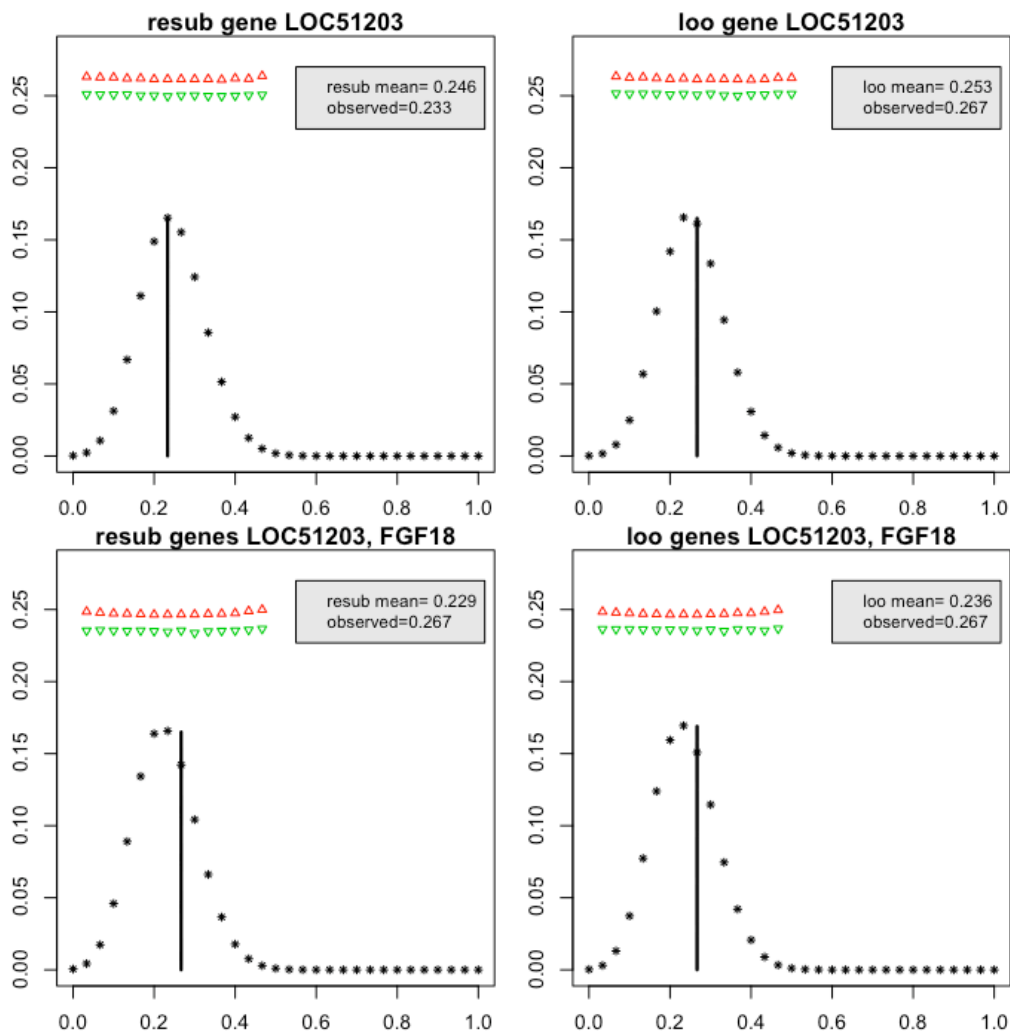 resub gene LOC51203
resub mean= 0.246
observed=0.233
0.00 0.05 0.10 0.15 0.20 0.25
0.0 0.2 0.4 0.6 0.8 1.0
loo gene LOC51203
loo mean= 0.253
observed=0.267
0.00 0.05 0.10 0.15 0.20 0.25
0.0 0.2 0.4 0.6 0.8 1.0
resub genes LOC51203, FGF18
resub mean= 0.229
observed=0.267
0.00 0.05 0.10 0.15 0.20 0.25
0.0 0.2 0.4 0.6 0.8 1.0
loo genes LOC51203, FGF18
loo mean= 0.236
observed=0.267
0.00 0.05 0.10 0.15 0.20 0.25
0.0 0.2 0.4 0.6 0.8 1.0